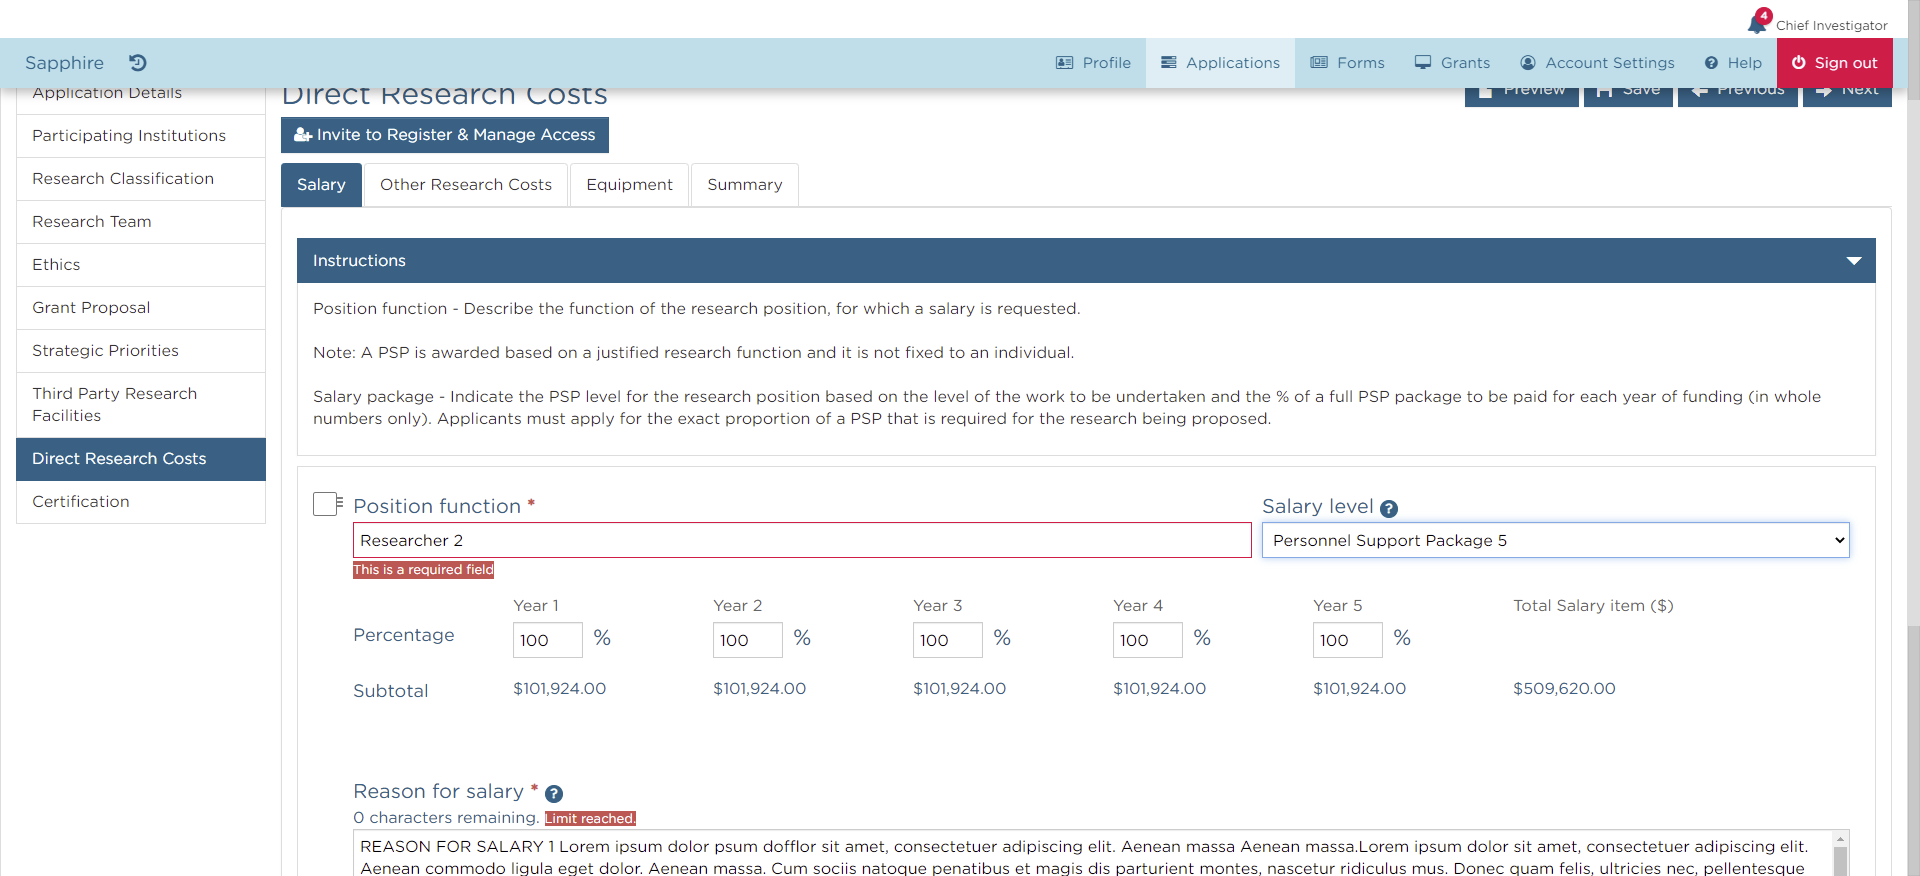 4
Chief Investigator
Sapphire
Profile
Applications
Forms
Grants
Account Settings
Help
Sign out
Application Details
Participating Institutions
Research Classification
Research Team
Ethics
Grant Proposal
Strategic Priorities
Third Party Research
Facilities
Direct Research Costs
Certification
Direct Research Costs
Preview
Save
Previous
Next
Invite to Register & Manage Access
Salary
Other Research Costs
Equipment
Summary
Instructions
Position function - Describe the function of the research position, for which a salary is requested.
Note: A PSP is awarded based on a justified research function and it is not fixed to an individual.
Salary package - Indicate the PSP level for the research position based on the level of the work to be undertaken and the % of a full PSP package to be paid for each year of funding (in whole
numbers only). Applicants must apply for the exact proportion of a PSP that is required for the research being proposed.
Position function *
Salary level ?
Researcher 2
Personnel Support Package 5
This is a required field
Year 1 Year 2 Year 3 Year 4 Year 5 Total Salary item ($)
Percentage 100 % 100 % 100 % 100 % 100 %
Subtotal $101,924.00 $101,924.00 $101,924.00 $101,924.00 $101,924.00 $509,620.00
Reason for salary * ?
0 characters remaining. Limit reached.
REASON FOR SALARY 1 Lorem ipsum dolor psum dofflor sit amet, consectetuer adipiscing elit. Aenean massa Aenean massa.Lorem ipsum dolor sit amet, consectetuer adipiscing elit.
Aenean commodo ligula eget dolor. Aenean massa. Cum sociis natoque penatibus et magis dis parturient montes, nascetur ridiculus mus. Donec quam felis, ultricies nec, pellentesque